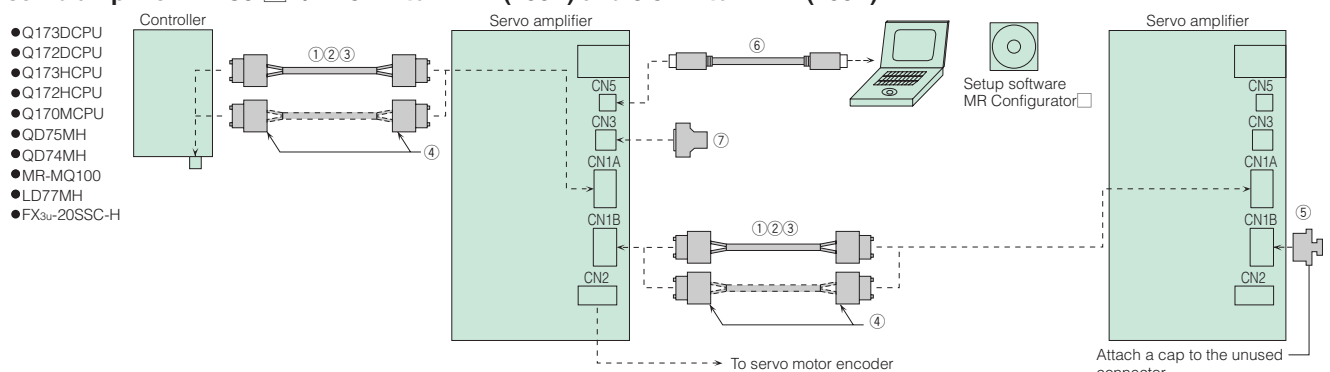 Controller
Servo amplifier
Servo amplifier
●Q173DCPU
●Q172DCPU
●Q173HCPU
●Q172HCPU
●Q170MCPU
●QD75MH
●QD74MH
●MR-MQ100
●LD77MH
●FX3U-20SSC-H
①②③
④
⑥
Setup software
MR Configurator□
CN5
CN3
⑦
CN1A
CN1B
CN2
①②③
④
To servo motor encoder
CN5
CN3
CN1A
CN1B
⑤
CN2
Attach a cap to the unused